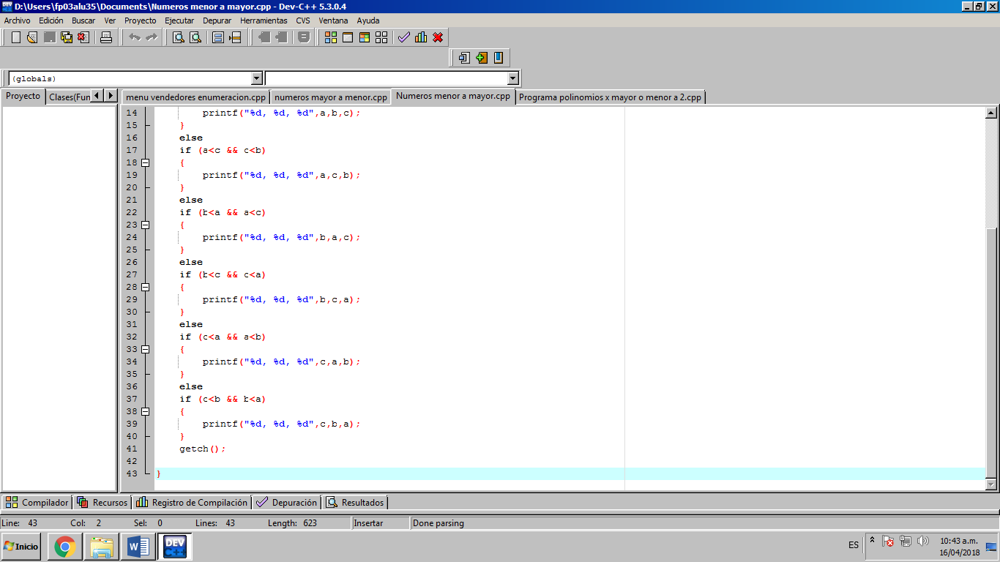 D:\Users\fp03alu35\Documents\Numeros menor a mayor.cpp - Dev-C++ 5.3.0.4
Archivo Edición Buscar Ver Proyecto Ejecutar Depurar Herramientas CVS Ventana Ayuda
(globals)
Proyecto Clases(Fun
menu vendedores enumeracion.cpp numeros mayor a menor.cpp Numeros menor a mayor.cpp Programa polinomios x mayor o menor a 2.cpp
14 printf("%d, %d, %d",a,b,c);
15 }
16 else
17 if (a<c && c<b)
18 {
19 printf("%d, %d, %d",a,c,b);
20 }
21 else
22 if (b<a && a<c)
23 {
24 printf("%d, %d, %d",b,a,c);
25 }
26 else
27 if (b<c && c<a)
28 {
29 printf("%d, %d, %d",b,c,a);
30 }
31 else
32 if (c<a && a<b)
33 {
34 printf("%d, %d, %d",c,a,b);
35 }
36 else
37 if (c<b && b<a)
38 {
39 printf("%d, %d, %d",c,b,a);
40 }
41 getch();
42
43 }
Compilador Recursos Registro de Compilación Depuración Resultados
Line: 43 Col: 2 Sel: 0 Lines: 43 Length: 623 Insertar Done parsing
Inicio W DEV C++ ES 10:43 a.m.
16/04/2018